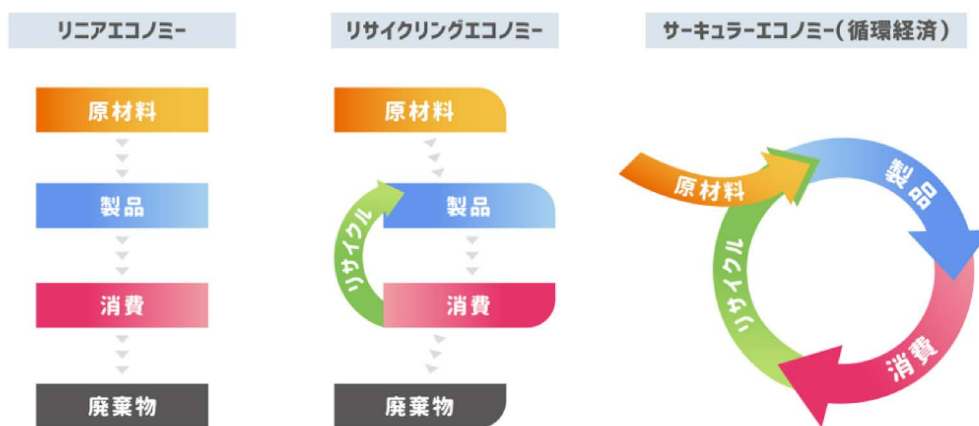 リニアエコノミー
原材料
製品
消費
廃棄物
リサイクリングエコノミー
原材料
製品
リサイクル
消費
廃棄物
サーキュラーエコノミー(循環経済)
原材料
製品
消費
リサイクル